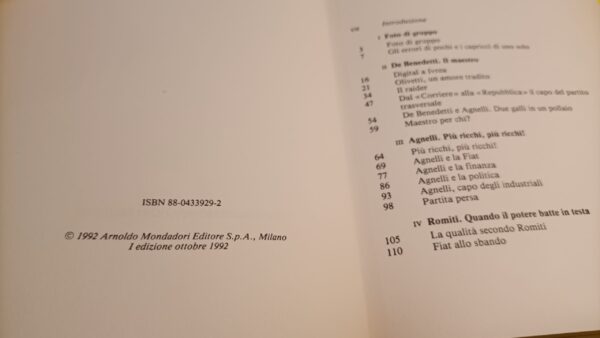 ISBN 88-0433929-2
© 1992 Arnoldo Mondadori Editore S.p.A., Milano
I edizione ottobre 1992
VIII Introduzione
I Foto di gruppo
3 Foto di gruppo
7 Gli errori di pochi e i capricci di uno solo
II De Benedetti. Il maestro
18 Digital a Ivrea
21 Olivetti, un amore tradito
34 Il raider
47 Dal «Corriere» alla «Repubblica» il capo del partito
trasversale
54 De Benedetti e Agnelli. Due galli in un pollaio
59 Maestro per chi?
III Agnelli. Più ricchi, più ricchi!
64 Più ricchi, più ricchi!
69 Agnelli e la Fiat
77 Agnelli e la finanza
86 Agnelli e la politica
93 Agnelli, capo degli industriali
98 Partita persa
IV Romiti. Quando il potere batte in testa
105 La qualità secondo Romiti
110 Fiat allo sbando